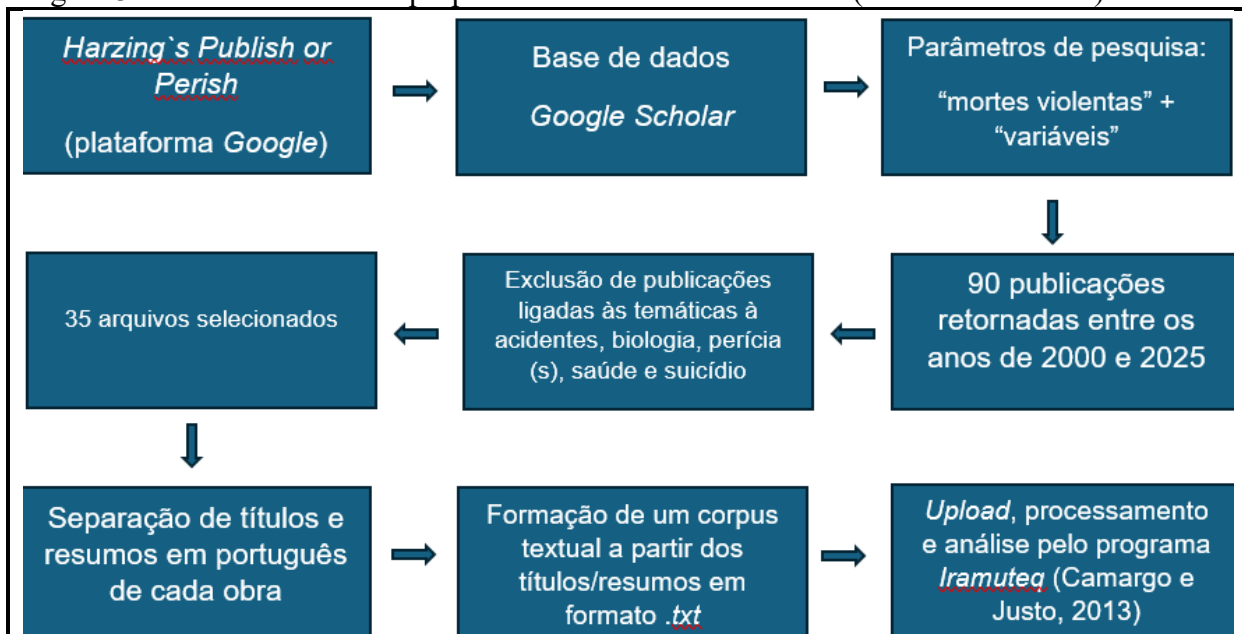 Harzing`s Publish or
Perish
(plataforma Google)
Base de dados
Google Scholar
Parâmetros de pesquisa:
“mortes violentas” +
“variáveis”
90 publicações
retornadas entre os
anos de 2000 e 2025
Exclusão de publicações
ligadas às temáticas à
acidentes, biologia, perícia
(s), saúde e suicídio
35 arquivos selecionados
Separação de títulos e
resumos em português
de cada obra
Formação de um corpus
textual a partir dos
títulos/resumos em
formato .txt
Upload, processamento
e análise pelo programa
Iramuteq (Camargo e
Justo, 2013)